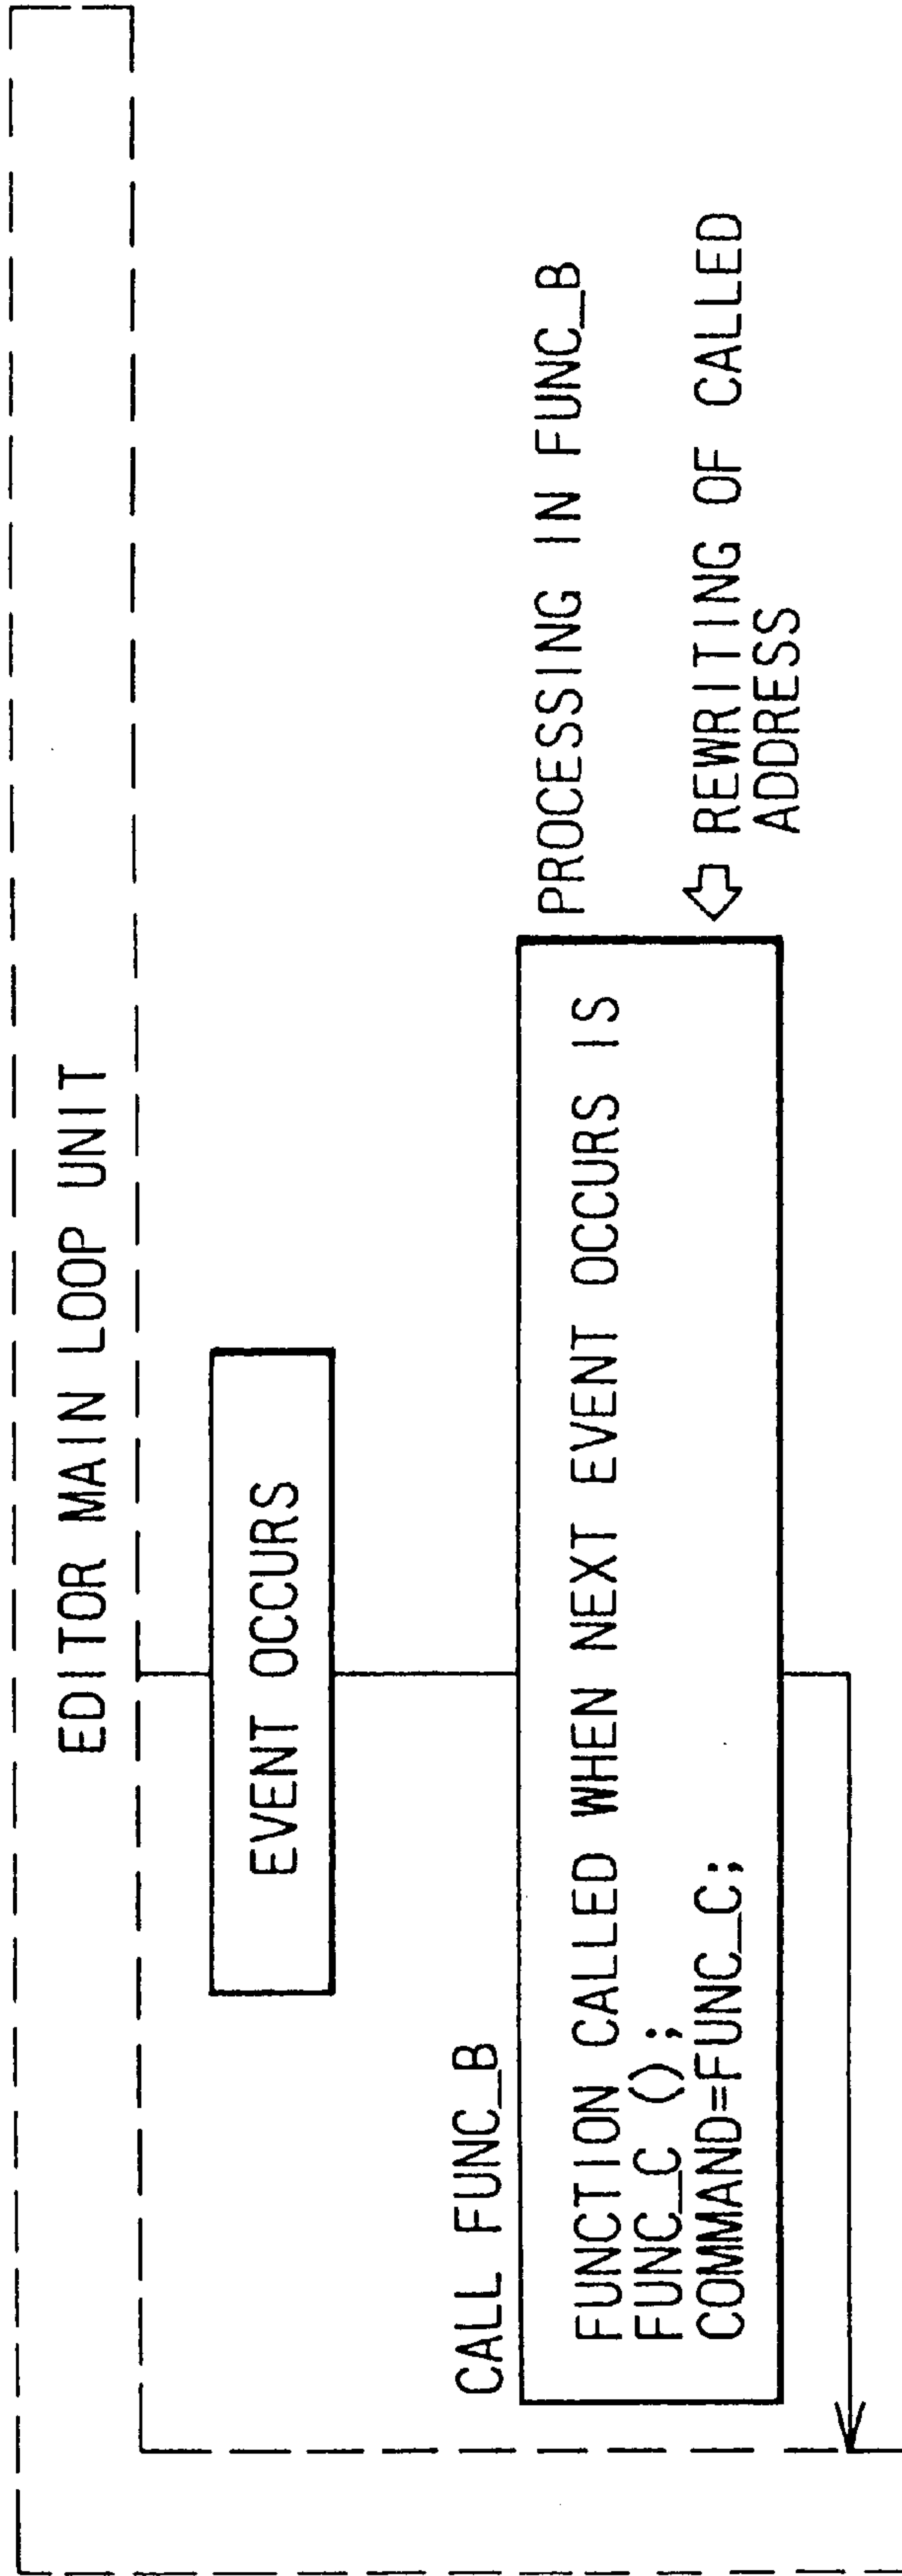 EDITOR MAIN LOOP UNIT
EVENT OCCURS
CALL FUNC_B
FUNCTION CALLED WHEN NEXT EVENT OCCURS IS
FUNC_C ();
COMMAND=FUNC_C;
PROCESSING IN FUNC_B
REWRITING OF CALLED
ADDRESS